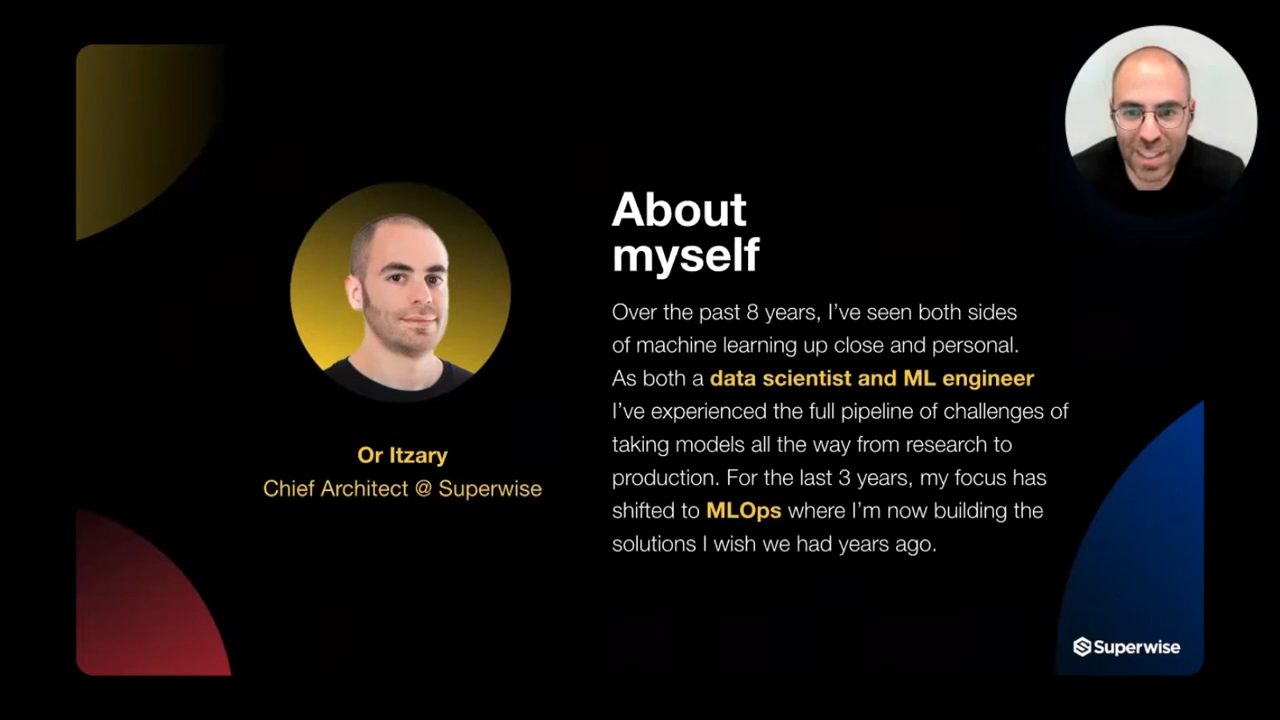 About
myself
Over the past 8 years, I’ve seen both sides
of machine learning up close and personal.
As both a data scientist and ML engineer
I’ve experienced the full pipeline of challenges of
taking models all the way from research to
production. For the last 3 years, my focus has
shifted to MLOps where I’m now building the
solutions I wish we had years ago.
Or Itzary
Chief Architect @ Superwise
Superwise